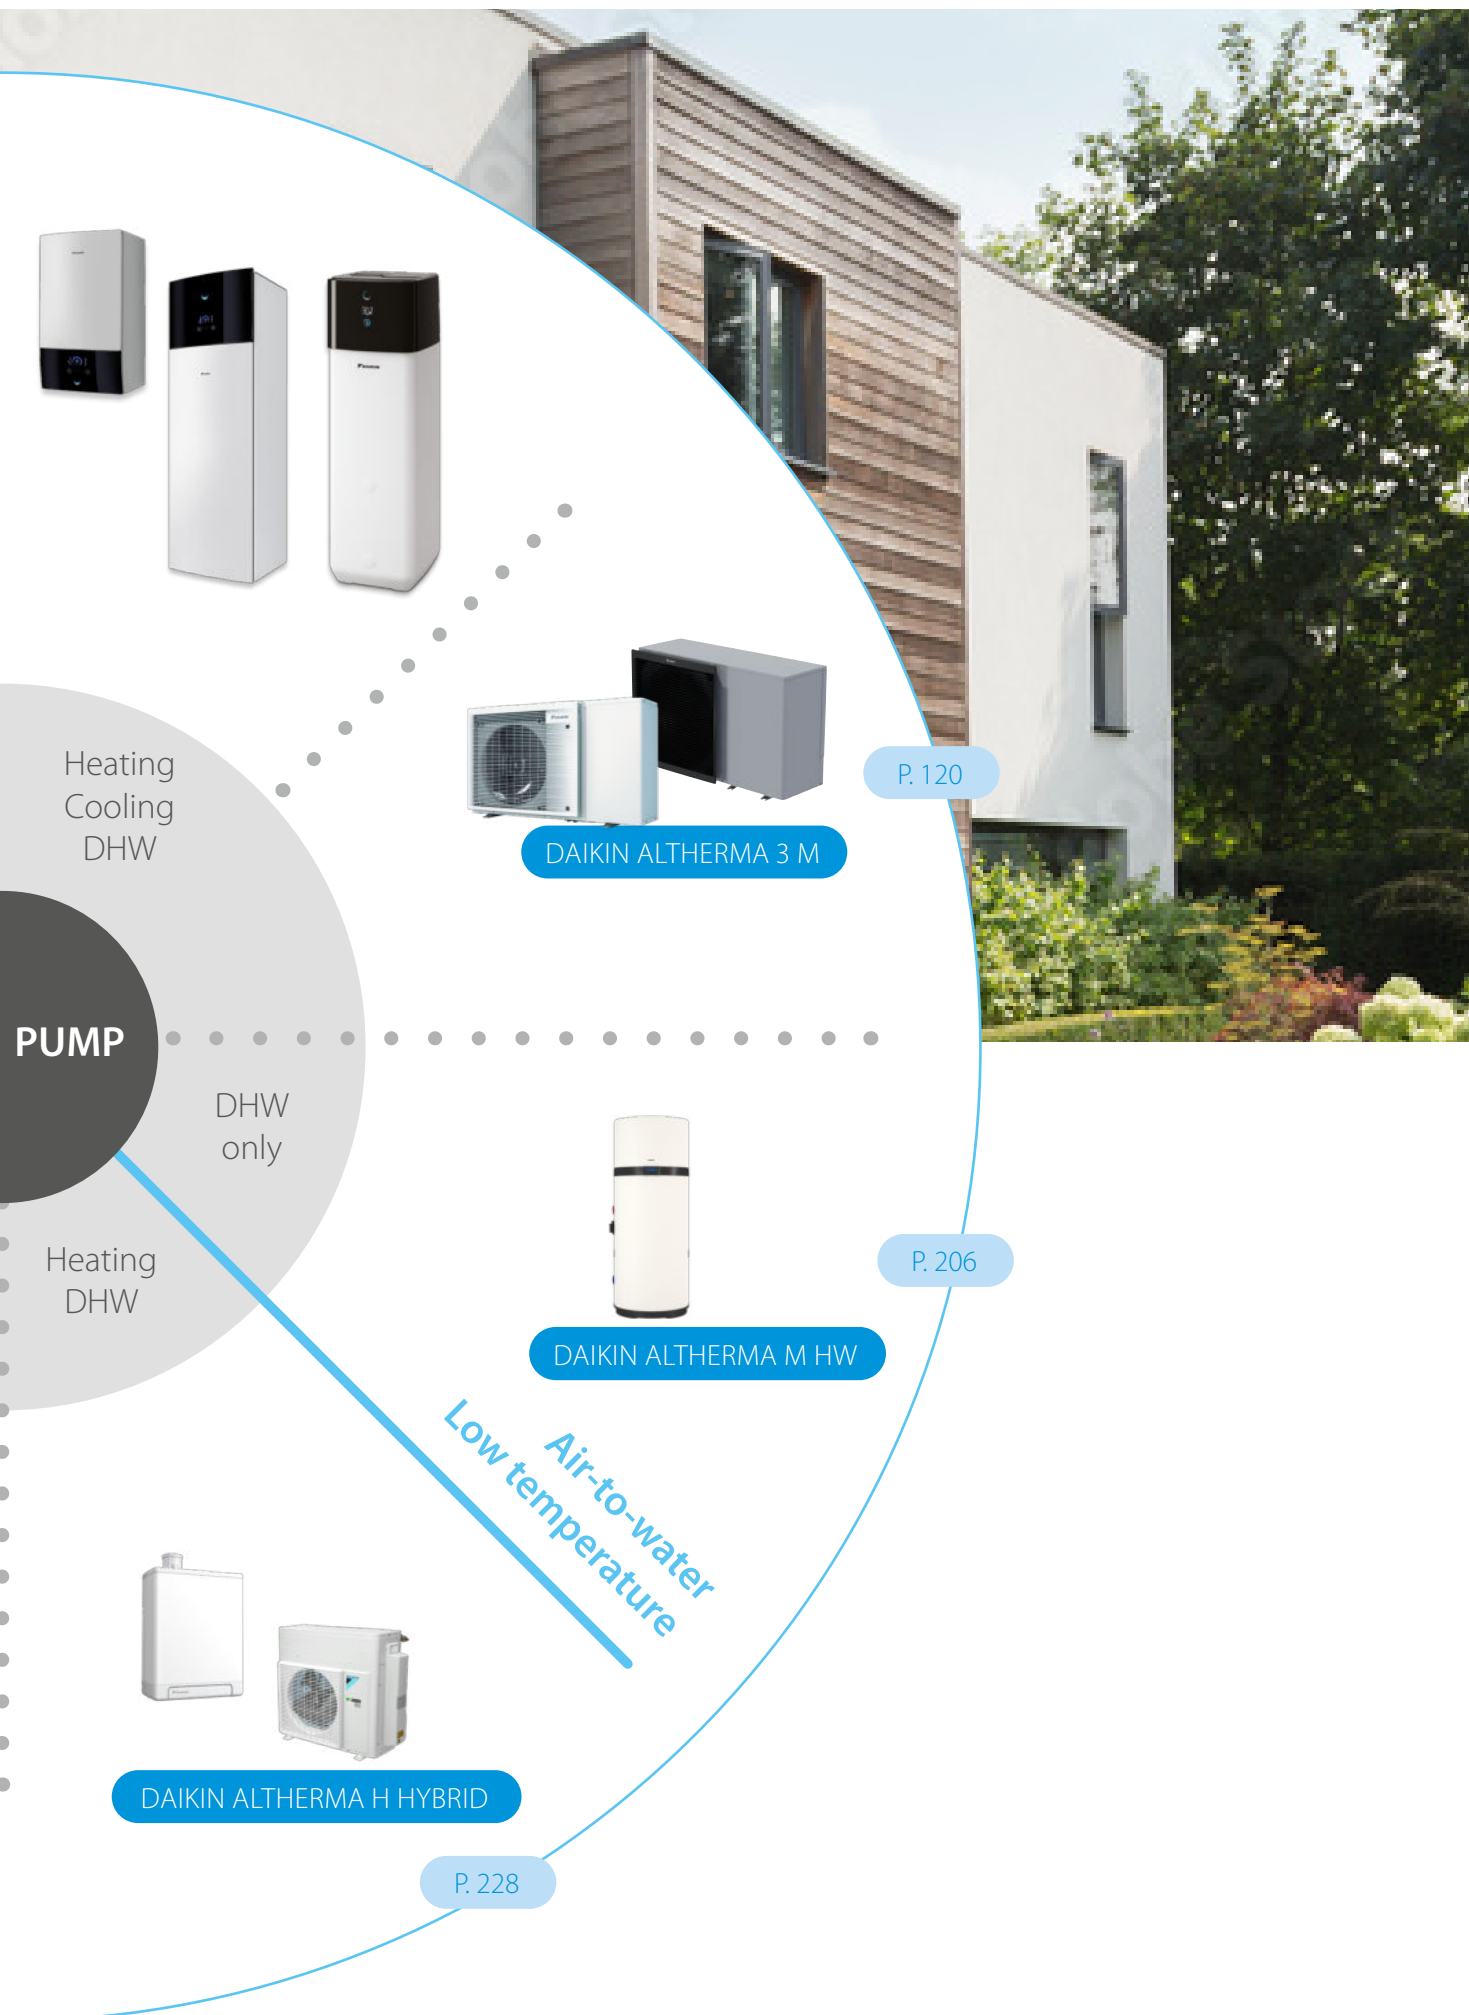 Heating
Cooling
DHW
P. 120
DAIKIN ALTHERMA 3 M
PUMP
DHW
only
P. 206
Heating
DHW
DAIKIN ALTHERMA M HW
Air-to-water
Low temperature
DAIKIN ALTHERMA H HYBRID
P. 228